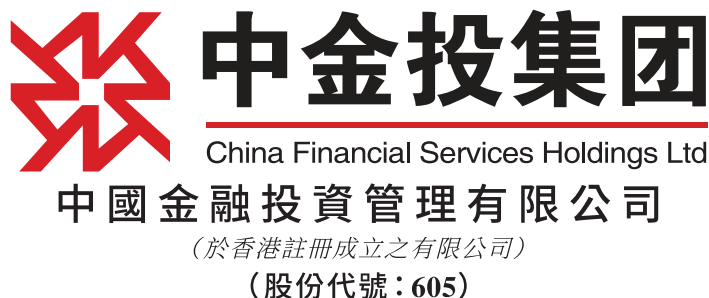 中金投集团
China Financial Services Holdings Ltd
中國金融投資管理有限公司
（於香港註冊成立之有限公司）
（股份代號：605）